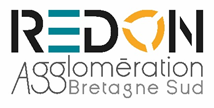 REDON
Agglomération
Bretagne Sud